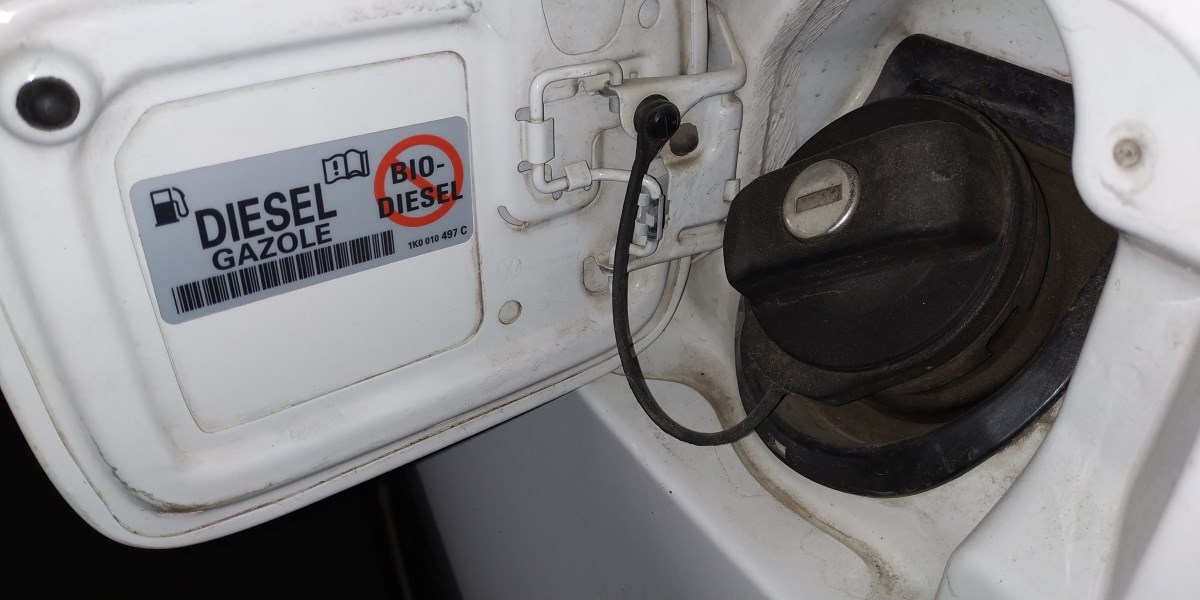 DIESEL
GAZOLE
BIO-
DIESEL
1K0 010 497 C